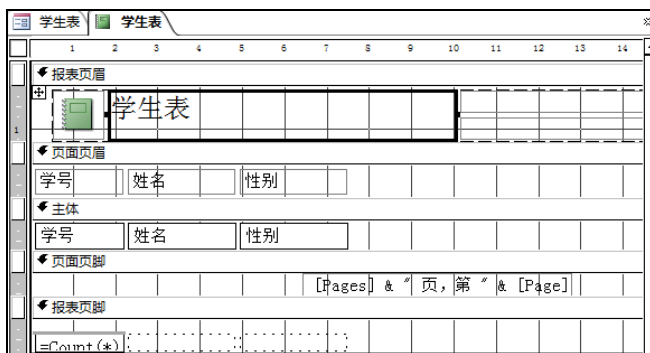 学生表 学生表
1 2 3 4 5 6 7 8 9 10 11 12 13 14
报表页眉
学生表
1
页面页眉
学号 姓名 性别
主体
学号 姓名 性别
页面页脚
[Pages] & " 页，第 " & [Page]
报表页脚
=Count(*)